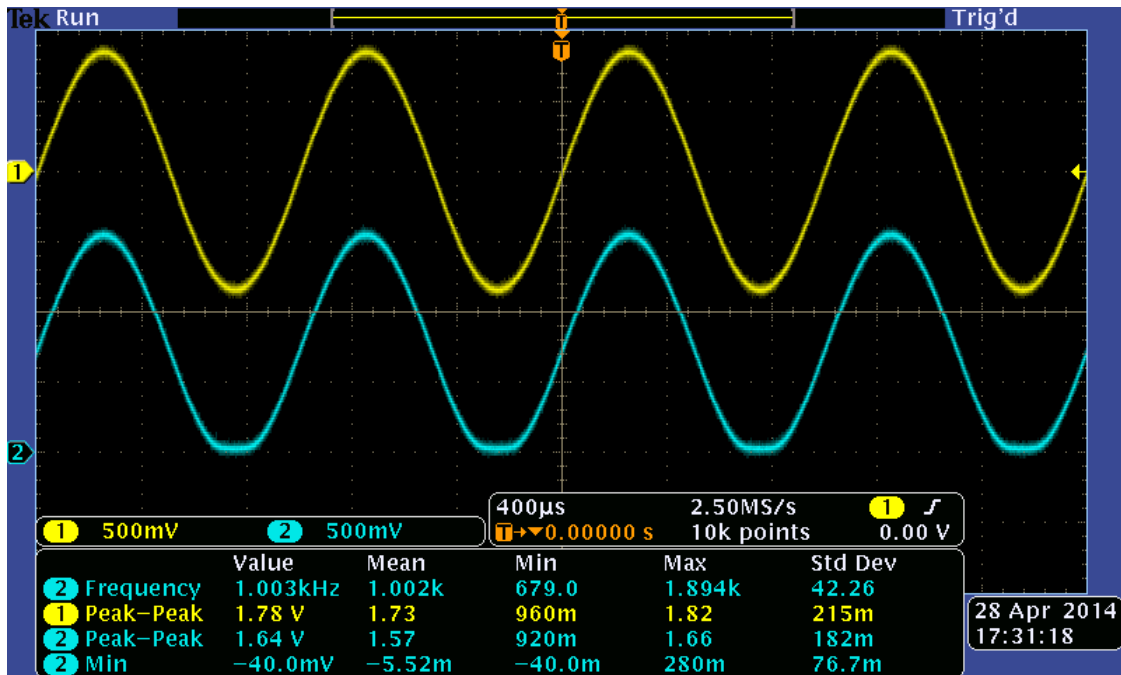 Tek Run Trig'd
T
T
1
2
1 500mV 2 500mV
400µs 2.50MS/s 1
T→▼0.00000 s 10k points 0.00 V
Value Mean Min Max Std Dev
2 Frequency 1.003kHz 1.002k 679.0 1.894k 42.26
1 Peak−Peak 1.78 V 1.73 960m 1.82 215m
2 Peak−Peak 1.64 V 1.57 920m 1.66 182m
2 Min −40.0mV −5.52m −40.0m 280m 76.7m
28 Apr 2014
17:31:18